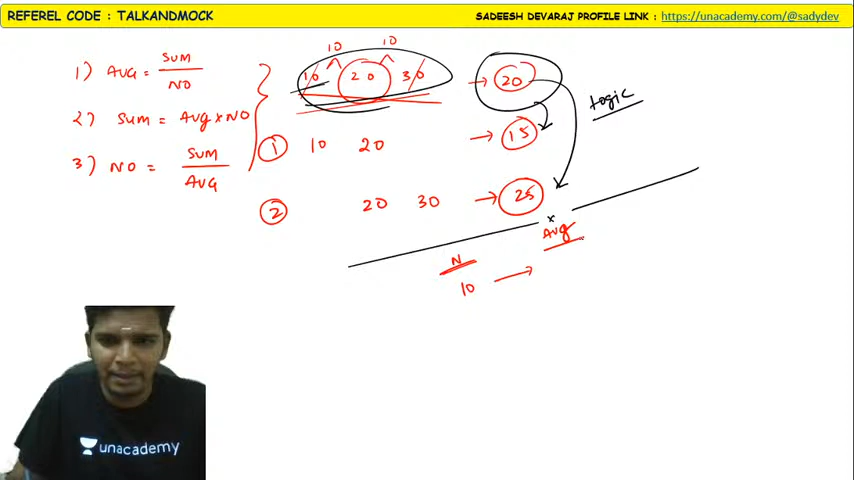 REFEREL CODE : TALKANDMOCK
SADEESH DEVARAJ PROFILE LINK : https://unacademy.com/@sadydev
10 10
1) AVG = SUM / NO
10 20 30 → 20
Logic
2) SUM = AVG x NO
1 10 20 → 15
3) NO = SUM / AVG
2 20 30 → 25
x
N AVG
10 →
unacademy